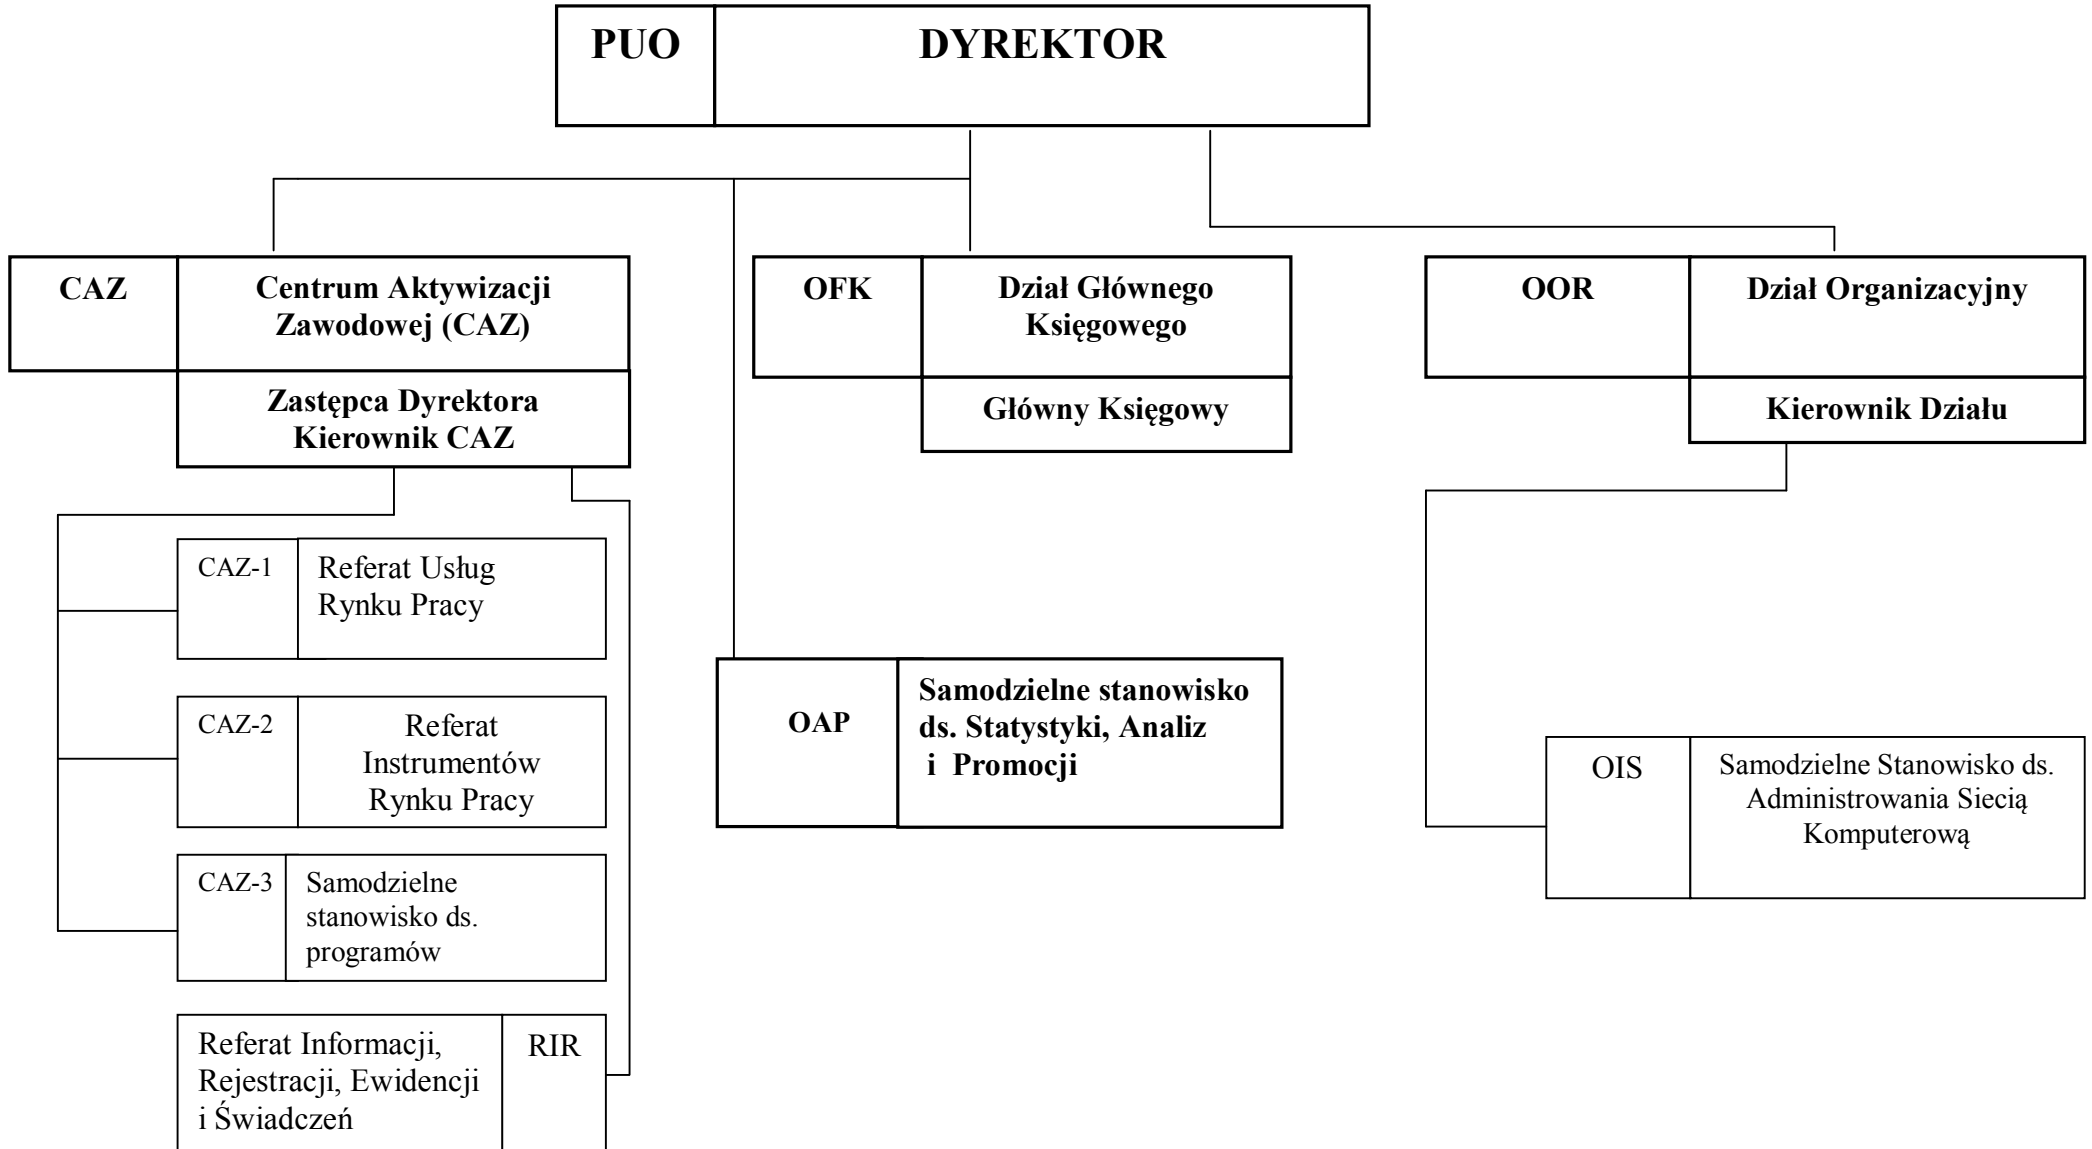 PUO
DYREKTOR
CAZ
Centrum Aktywizacji
Zawodowej (CAZ)
Zastępca Dyrektora
Kierownik CAZ
OFK
Dział Głównego
Księgowego
Główny Księgowy
OOR
Dział Organizacyjny
Kierownik Działu
CAZ-1
Referat Usług
Rynku Pracy
CAZ-2
Referat
Instrumentów
Rynku Pracy
CAZ-3
Samodzielne
stanowisko ds.
programów
Referat Informacji,
Rejestracji, Ewidencji
i Świadczeń
RIR
OAP
Samodzielne stanowisko
ds. Statystyki, Analiz
i Promocji
OIS
Samodzielne Stanowisko ds.
Administrowania Siecią
Komputerową